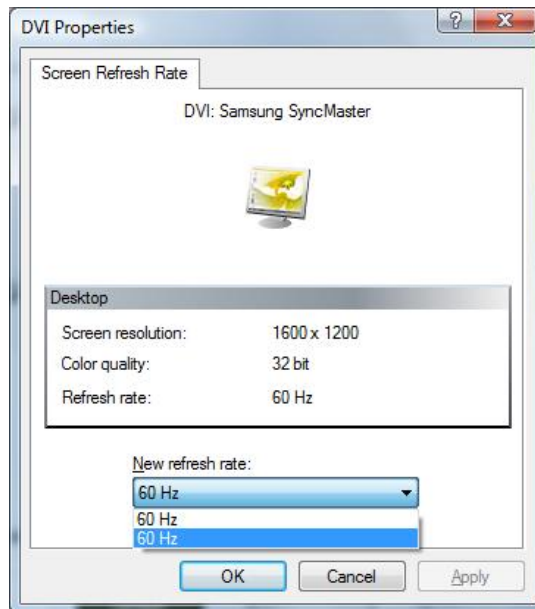 DVI Properties
?
X
Screen Refresh Rate
DVI: Samsung SyncMaster
Desktop
Screen resolution: 1600 x 1200
Color quality: 32 bit
Refresh rate: 60 Hz
New refresh rate:
60 Hz
60 Hz
60 Hz
OK Cancel Apply